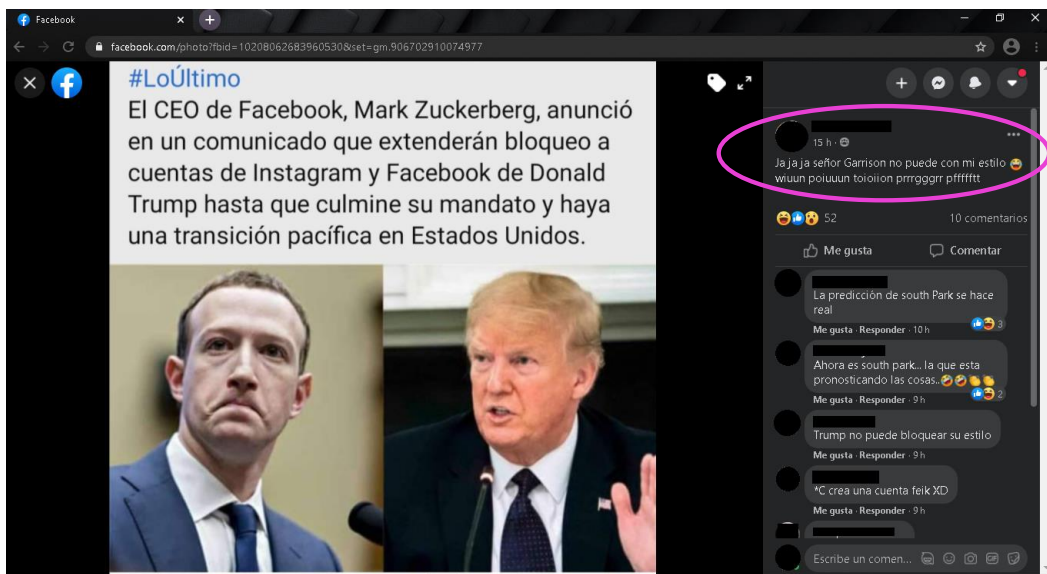 Facebook
facebook.com/photo?fbid=10208062683960530&set=gm.906702910074977
#LoÚltimo
El CEO de Facebook, Mark Zuckerberg, anunció
en un comunicado que extenderán bloqueo a
cuentas de Instagram y Facebook de Donald
Trump hasta que culmine su mandato y haya
una transición pacífica en Estados Unidos.
15 h
Ja ja ja señor Garrison no puede con mi estilo 😂
wiuun poiuuun toioiion prrrgggrr pfffffftt
52
10 comentarios
Me gusta
Comentar
La predicción de south Park se hace
real
Me gusta · Responder · 10 h
3
Ahora es south park... la que esta
pronosticando las cosas..🤣🤣👏👏
Me gusta · Responder · 9 h
2
Trump no puede bloquear su estilo
Me gusta · Responder · 9 h
*C crea una cuenta feik XD
Me gusta · Responder · 9 h
Escribe un comen...
GIF